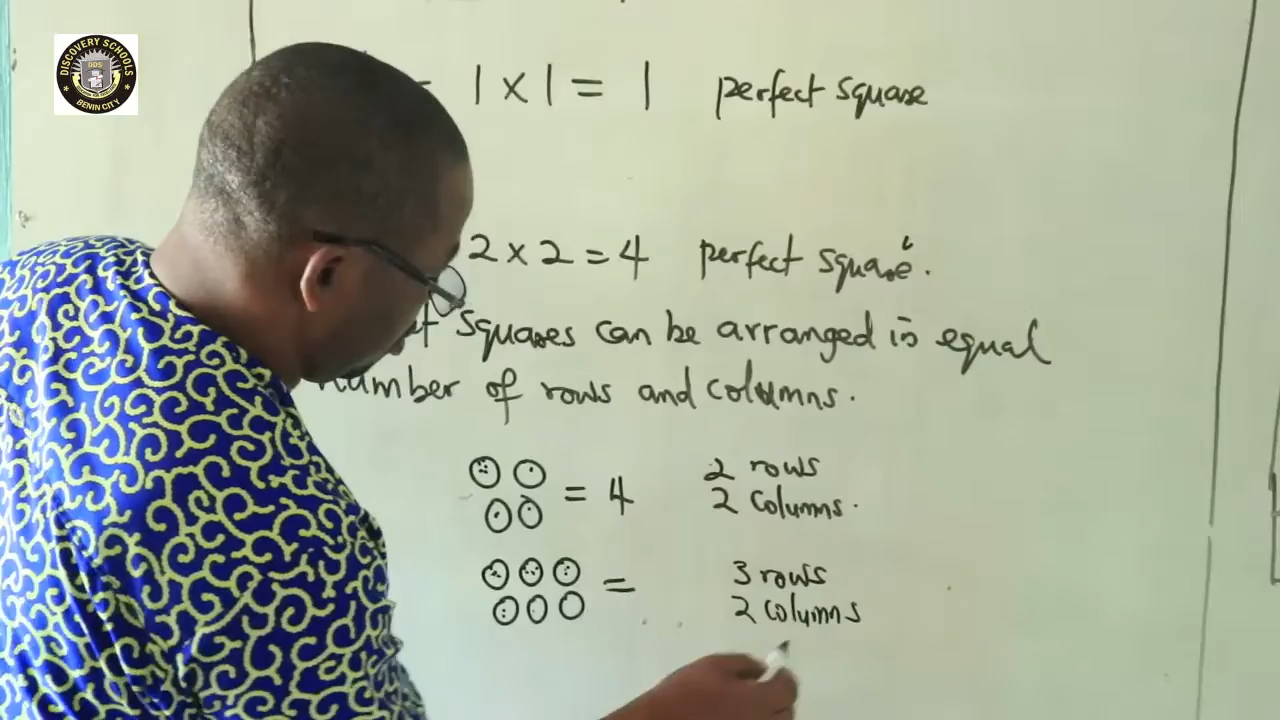 DISCOVERY SCHOOLS
DDS
BENIN CITY
= 1 × 1 = 1 perfect square
2 × 2 = 4 perfect square.
squares can be arranged in equal
number of rows and columns.
= 4
2 rows
2 columns.
=
3 rows
2 columns